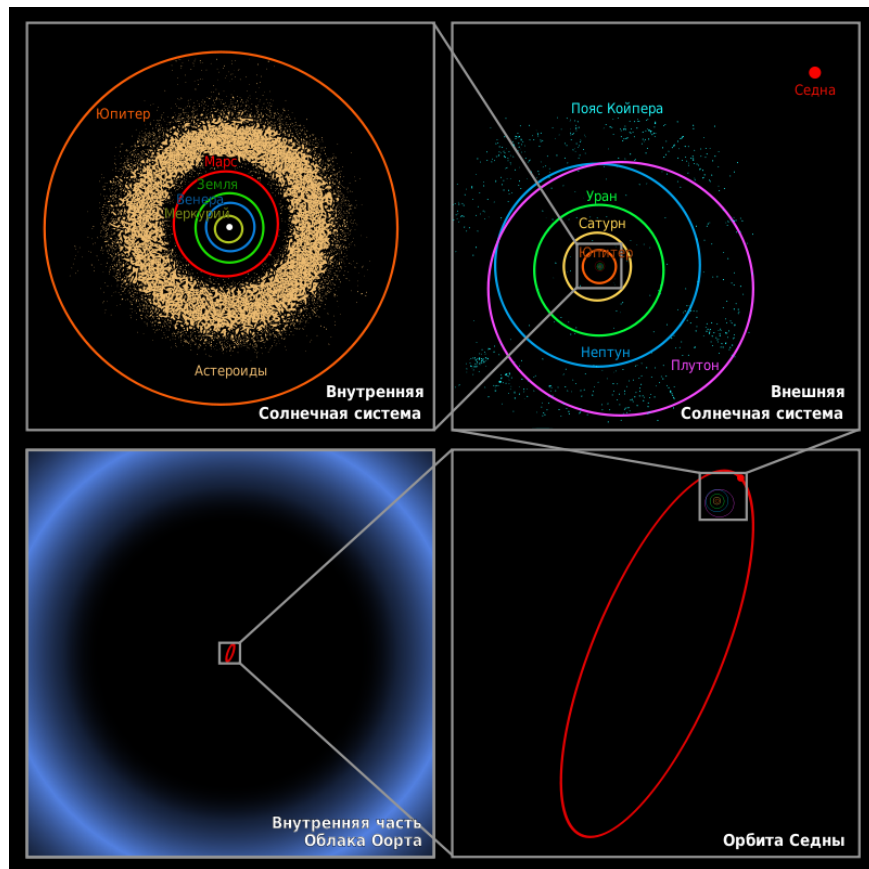 Юпитер
Марс
Земля
Венера
Меркурий
Астероиды
Внутренняя
Солнечная система
Седна
Пояс Койпера
Уран
Сатурн
Юпитер
Нептун
Плутон
Внешняя
Солнечная система
Внутренняя часть
Облака Оорта
Орбита Седны